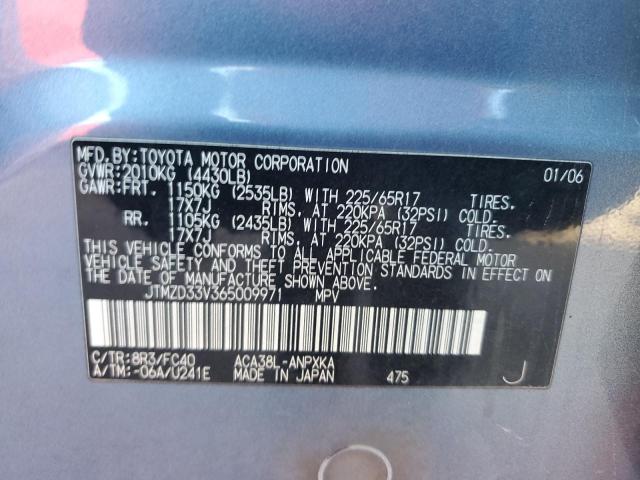 MFD. BY: TOYOTA MOTOR CORPORATION 01/06
GVWR: 2010KG (4430LB)
GAWR: FRT. 1150KG (2535LB) WITH 225/65R17 TIRES.
17X7J RIMS, AT 220KPA (32PSI) COLD.
RR. 1105KG (2435LB) WITH 225/65R17 TIRES.
17X7J RIMS, AT 220KPA (32PSI) COLD.
THIS VEHICLE CONFORMS TO ALL APPLICABLE FEDERAL MOTOR
VEHICLE SAFETY AND THEFT PREVENTION STANDARDS IN EFFECT ON
THE DATE OF MANUFACTURE SHOWN ABOVE.
JTMZD33V365009971 MPV
C/TR: 8R3/FC40 ACA38L-ANPXKA
A/TM: -06A/U241E MADE IN JAPAN 475 J